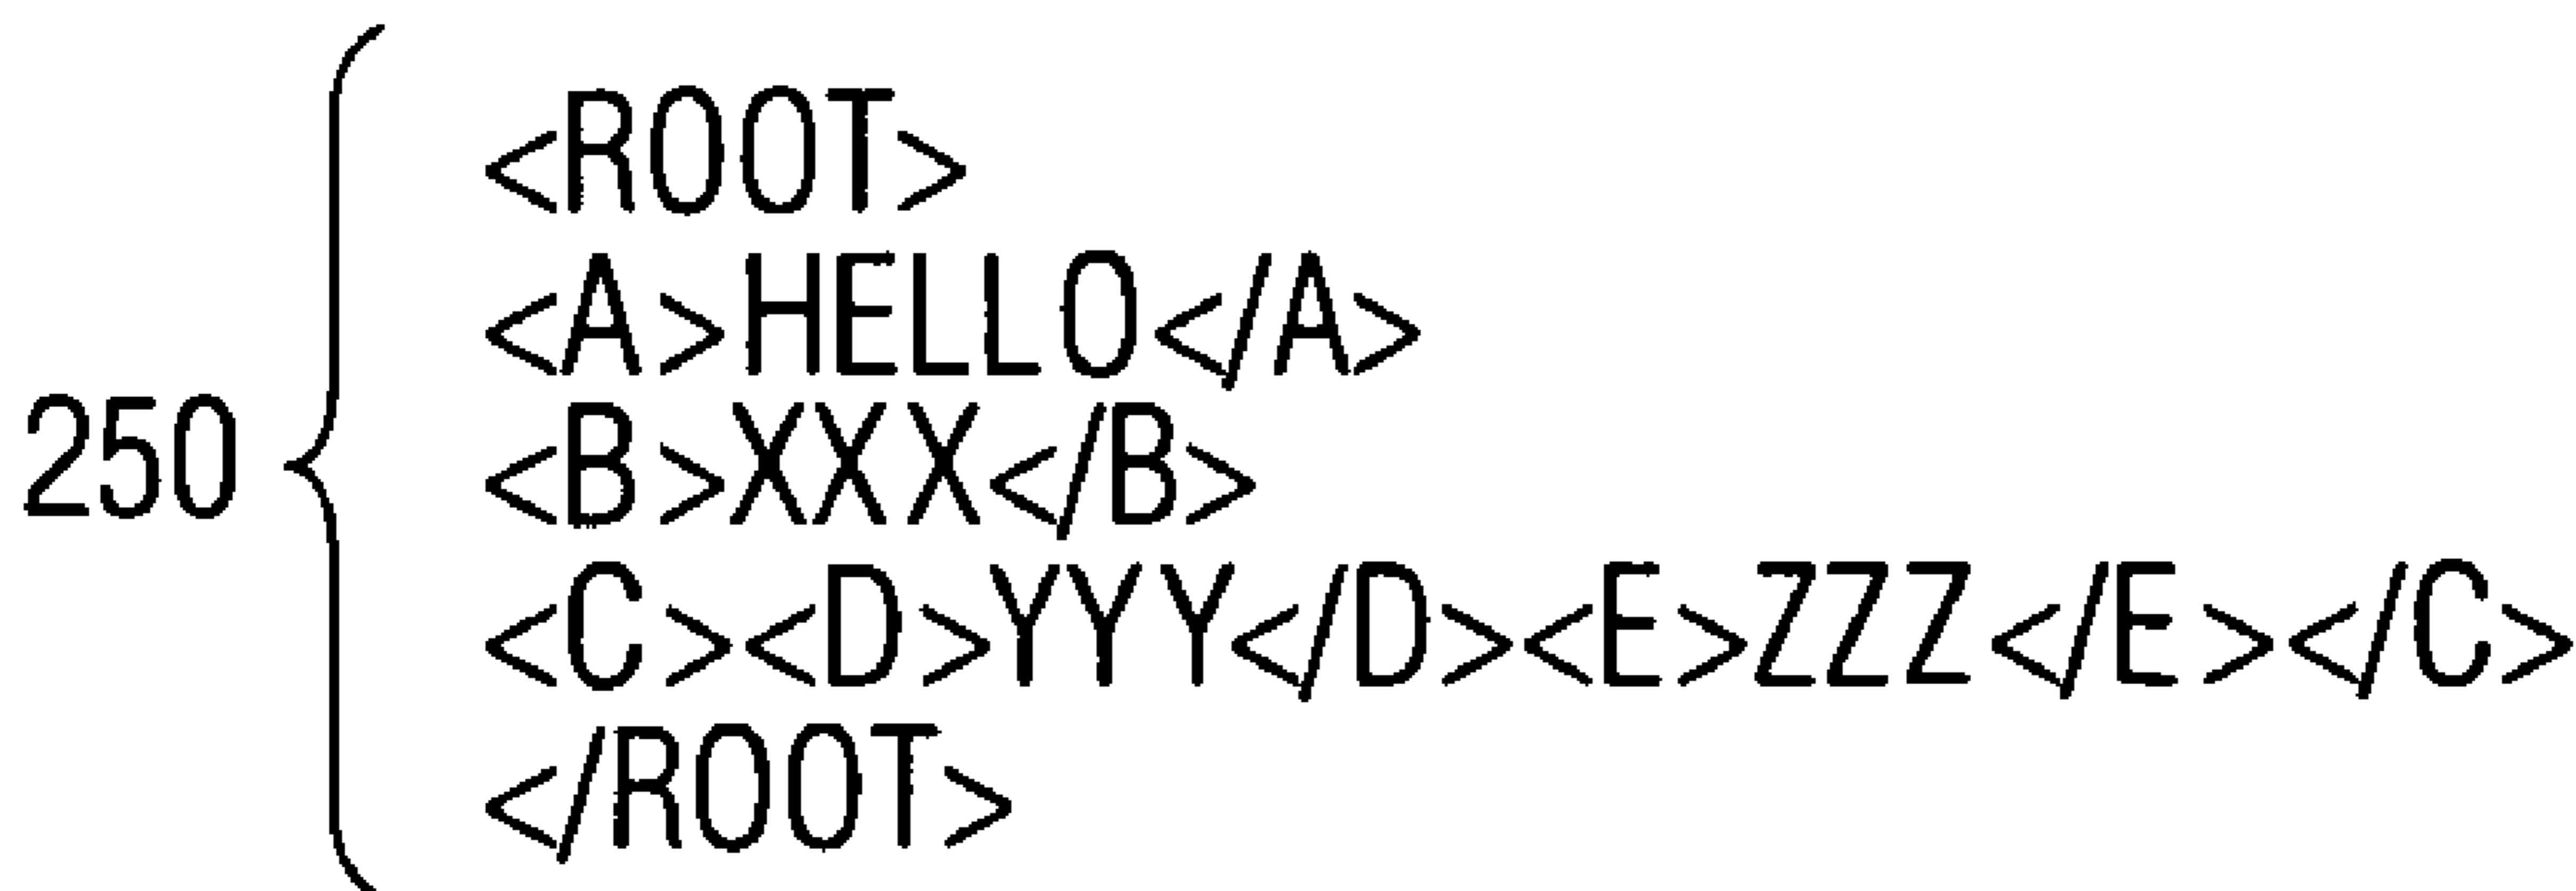 <ROOT>
<A>HELLO</A>
<B>XXX</B>
250
<C><D>YYY</D><E>ZZZ</E></C>
</ROOT>